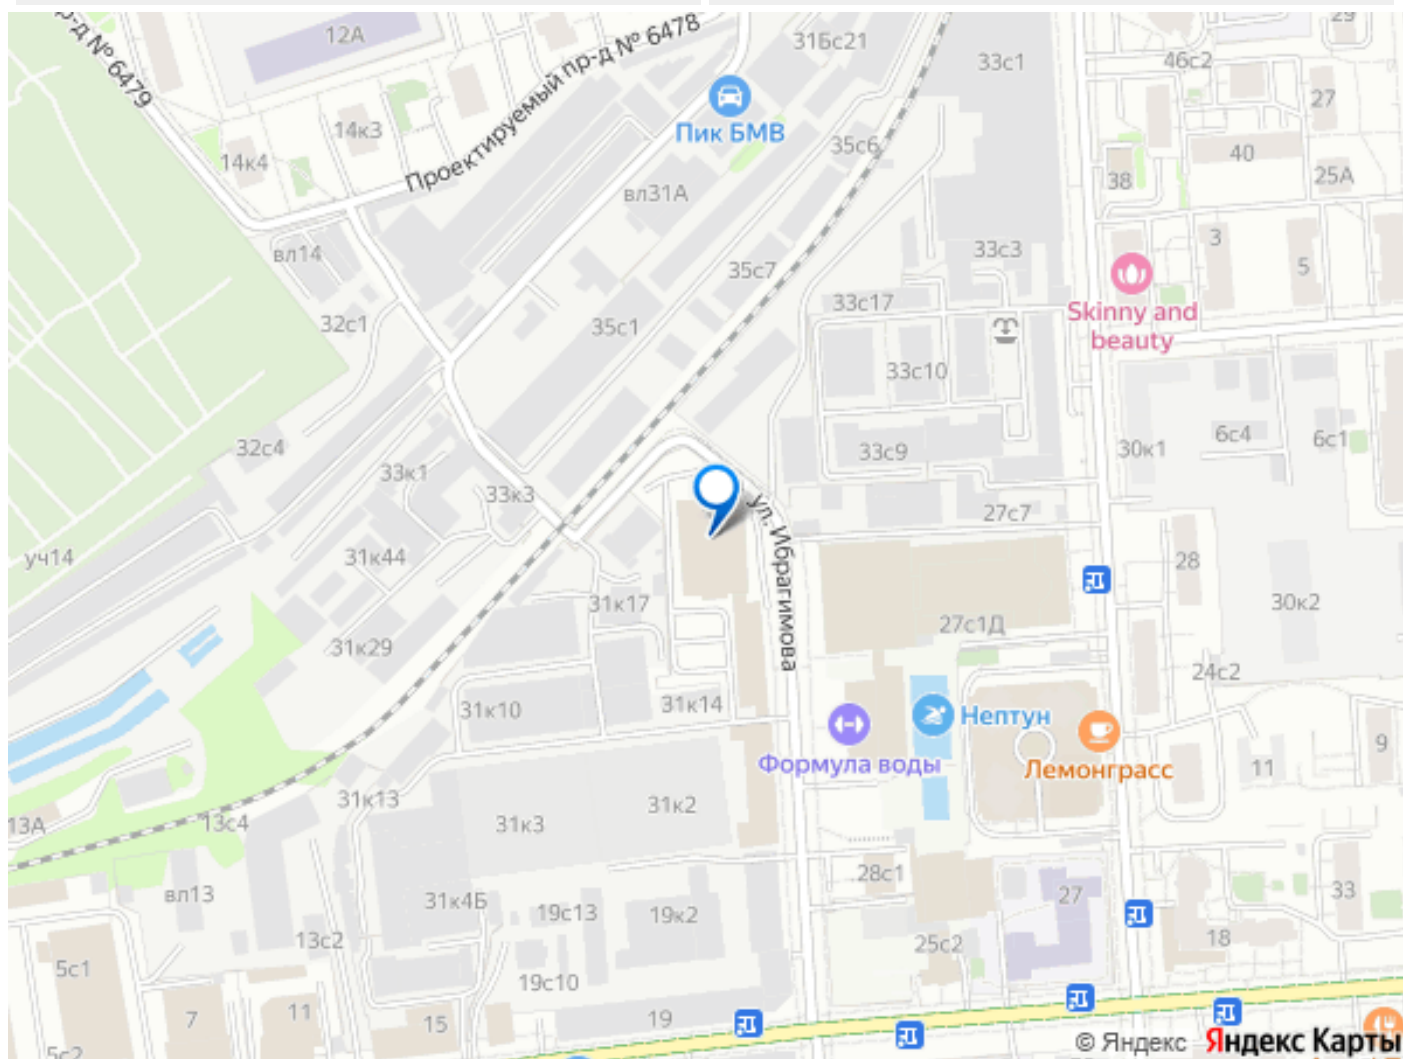 12А
31Бс21
29
33с1
46с2
р-д № 6479
Проектируемый пр-д № 6478
27
Пик БМВ
14к3
35с6
40
14к4
38
25А
вл31А
3
вл14
33с3
5
35с7
33с17
Skinny and
beauty
32с1
35с1
33с10
6с4
6с1
32с4
33с9
30к1
33к1
33к3
27с7
ул. Ибрагимова
уч14
31к44
28
31к17
30к2
27с1Д
31к29
24с2
31к10
31к14
Нептун
9
Формула воды
Лемонграсс
11
31к13
31к2
13А
13с4
31к3
28с1
вл13
27
33
31к4Б
19с13
19к2
13с2
25с2
18
5с1
19с10
7
11
15
19
5с2
© Яндекс Яндекс Карты